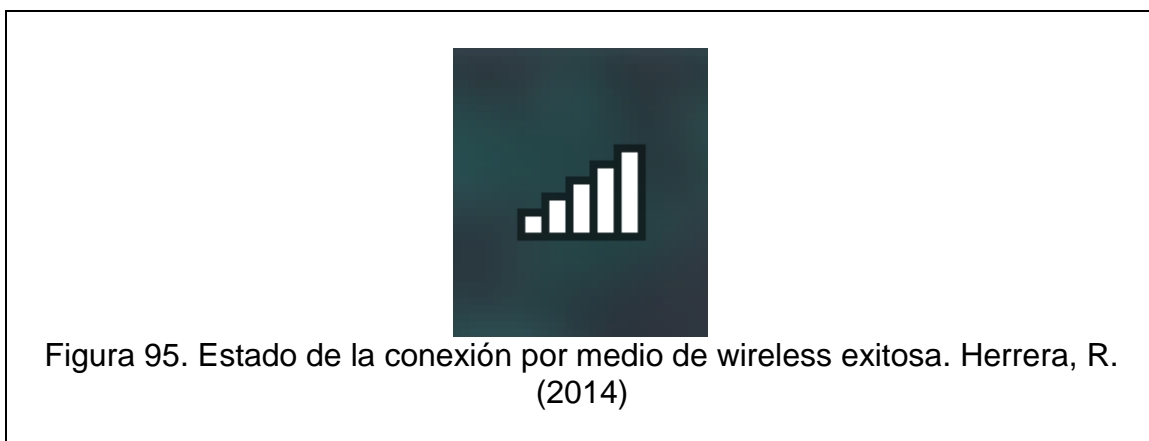 Figura 95. Estado de la conexión por medio de wireless exitosa. Herrera, R.
(2014)